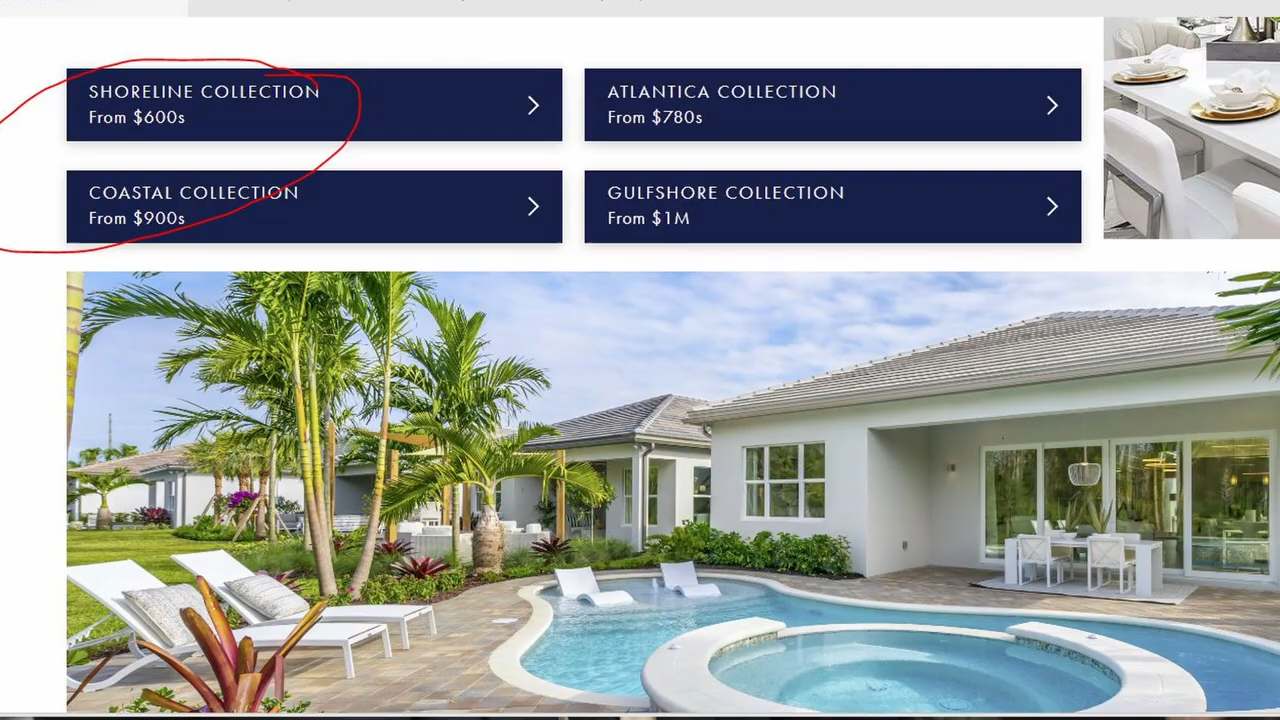 SHORELINE COLLECTION
From $600s
ATLANTICA COLLECTION
From $780s
COASTAL COLLECTION
From $900s
GULFSHORE COLLECTION
From $1M